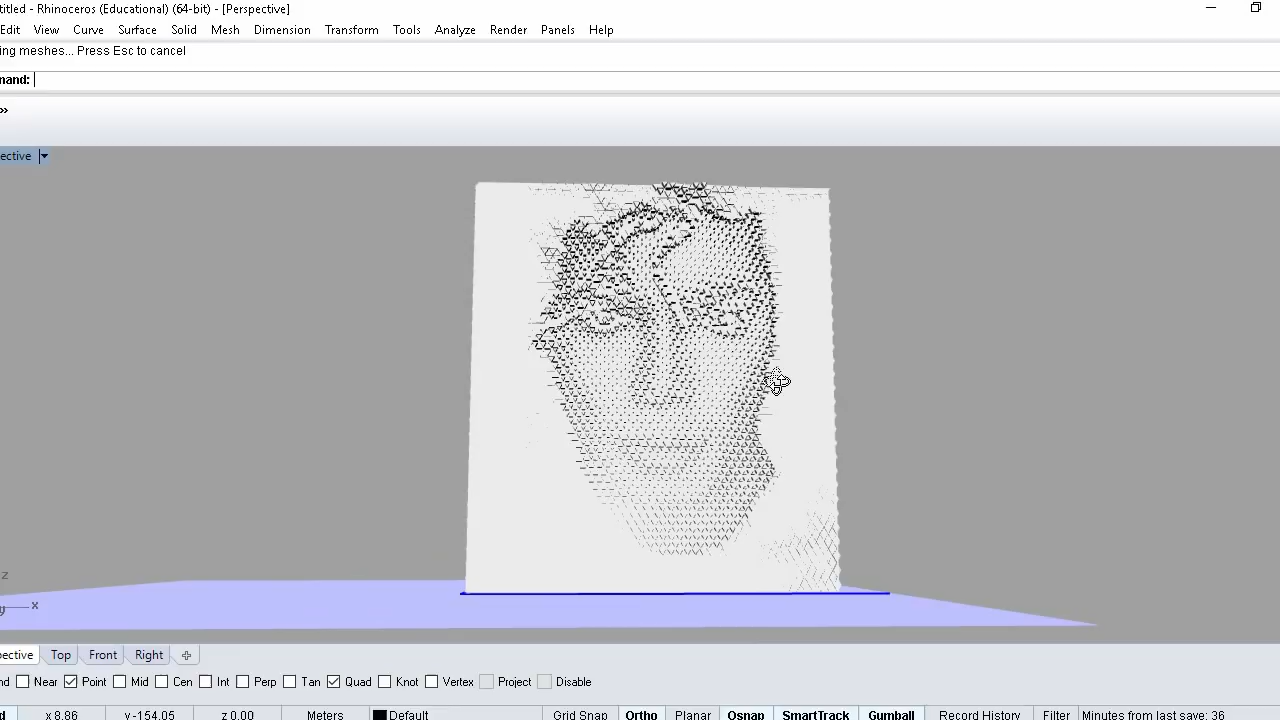 ntitled - Rhinoceros (Educational) (64-bit) - [Perspective]
Edit View Curve Surface Solid Mesh Dimension Transform Tools Analyze Render Panels Help
ing meshes... Press Esc to cancel
mand:
»
ective
z
y x
pective Top Front Right
nd Near Point Mid Cen Int Perp Tan Quad Knot Vertex Project Disable
d x 8.86 y -154.05 z 0.00 Meters Default Grid Snap Ortho Planar Osnap SmartTrack Gumball Record History Filter Minutes from last save: 36